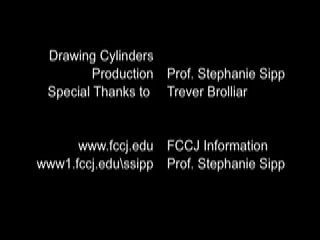 Drawing Cylinders
Production Prof. Stephanie Sipp
Special Thanks to Trever Brolliar
www.fccj.edu FCCJ Information
www1.fccj.edu\ssipp Prof. Stephanie Sipp